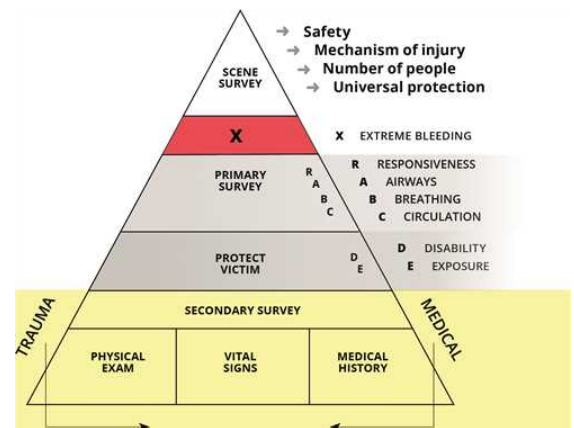 Safety
Mechanism of injury
Number of people
Universal protection
SCENE
SURVEY
X
X EXTREME BLEEDING
PRIMARY
SURVEY
R
A
B
C
R RESPONSIVENESS
A AIRWAYS
B BREATHING
C CIRCULATION
PROTECT
VICTIM
D
E
D DISABILITY
E EXPOSURE
TRAUMA
SECONDARY SURVEY
MEDICAL
PHYSICAL
EXAM
VITAL
SIGNS
MEDICAL
HISTORY